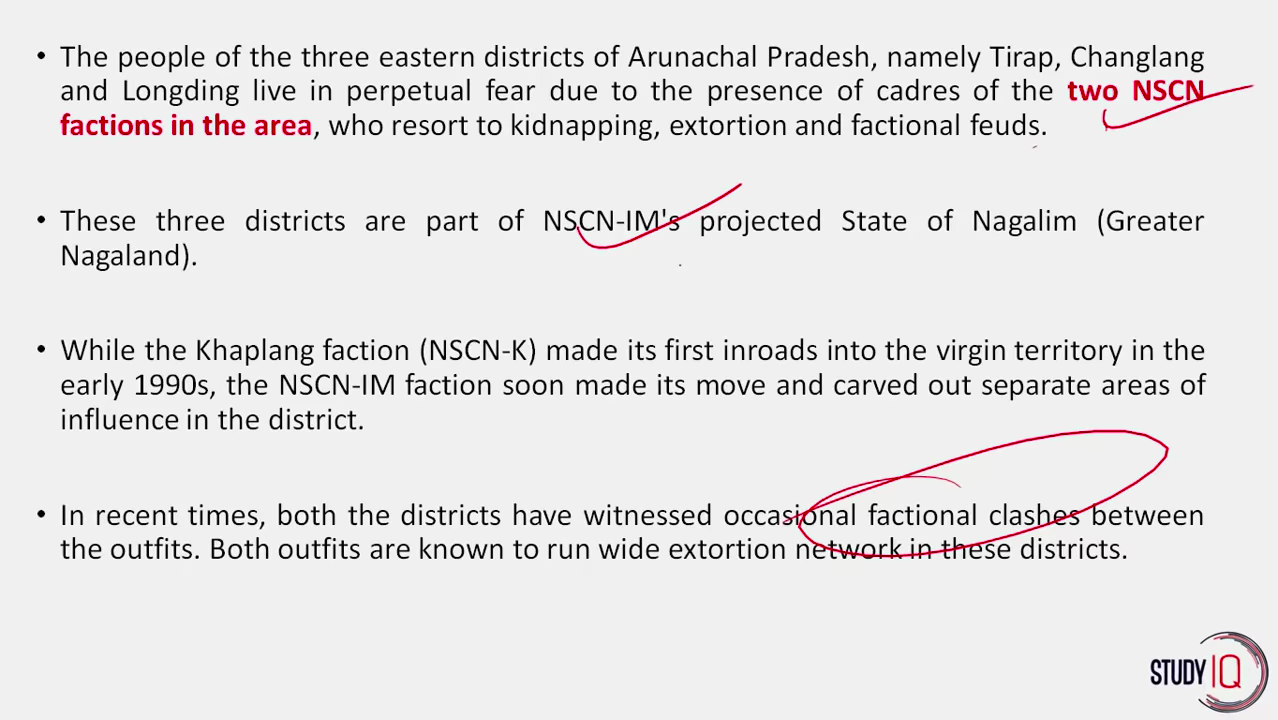 • The people of the three eastern districts of Arunachal Pradesh, namely Tirap, Changlang
and Longding live in perpetual fear due to the presence of cadres of the two NSCN
factions in the area, who resort to kidnapping, extortion and factional feuds.
• These three districts are part of NSCN-IM's projected State of Nagalim (Greater
Nagaland).
• While the Khaplang faction (NSCN-K) made its first inroads into the virgin territory in the
early 1990s, the NSCN-IM faction soon made its move and carved out separate areas of
influence in the district.
• In recent times, both the districts have witnessed occasional factional clashes between
the outfits. Both outfits are known to run wide extortion network in these districts.
STUDY IQ